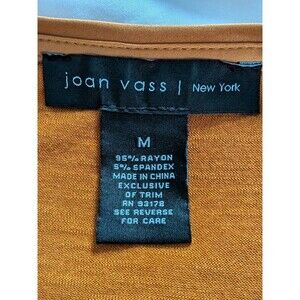 joan vass | New York
M
95% RAYON
5% SPANDEX
MADE IN CHINA
EXCLUSIVE
OF TRIM
RN 93178
SEE REVERSE
FOR CARE